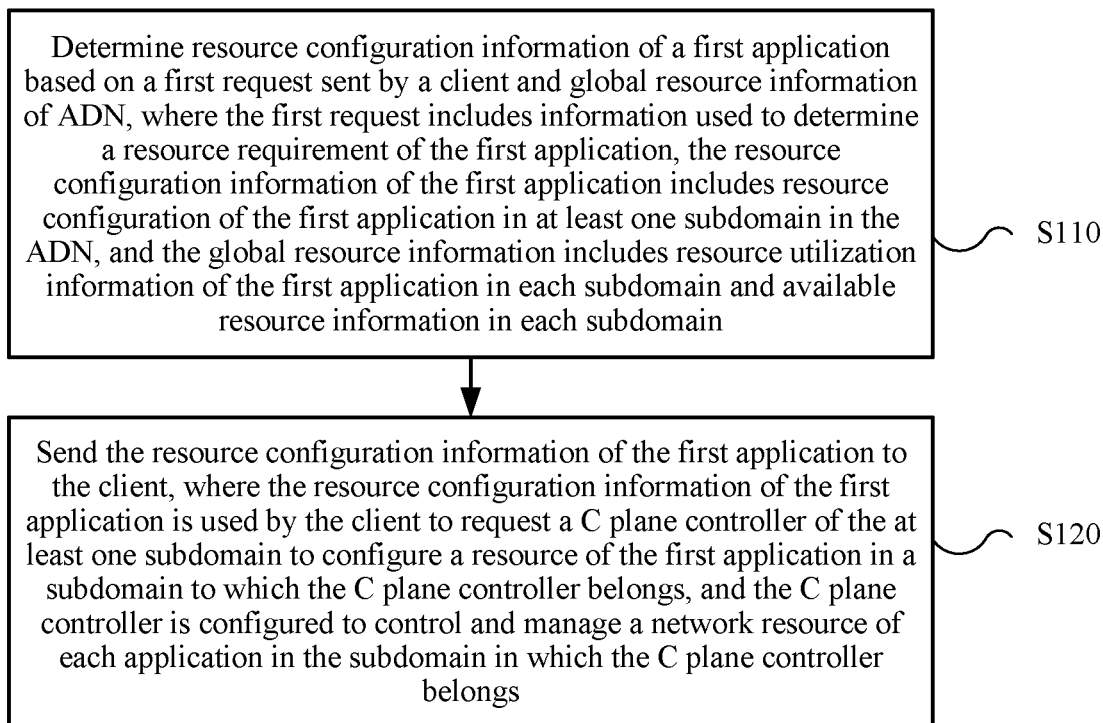 Determine resource configuration information of a first application
based on a first request sent by a client and global resource information
of ADN, where the first request includes information used to determine
a resource requirement of the first application, the resource
configuration information of the first application includes resource
configuration of the first application in at least one subdomain in the
ADN, and the global resource information includes resource utilization
information of the first application in each subdomain and available
resource information in each subdomain
S110
Send the resource configuration information of the first application to
the client, where the resource configuration information of the first
application is used by the client to request a C plane controller of the at
least one subdomain to configure a resource of the first application in a
subdomain to which the C plane controller belongs, and the C plane
controller is configured to control and manage a network resource of
each application in the subdomain in which the C plane controller
belongs
S120